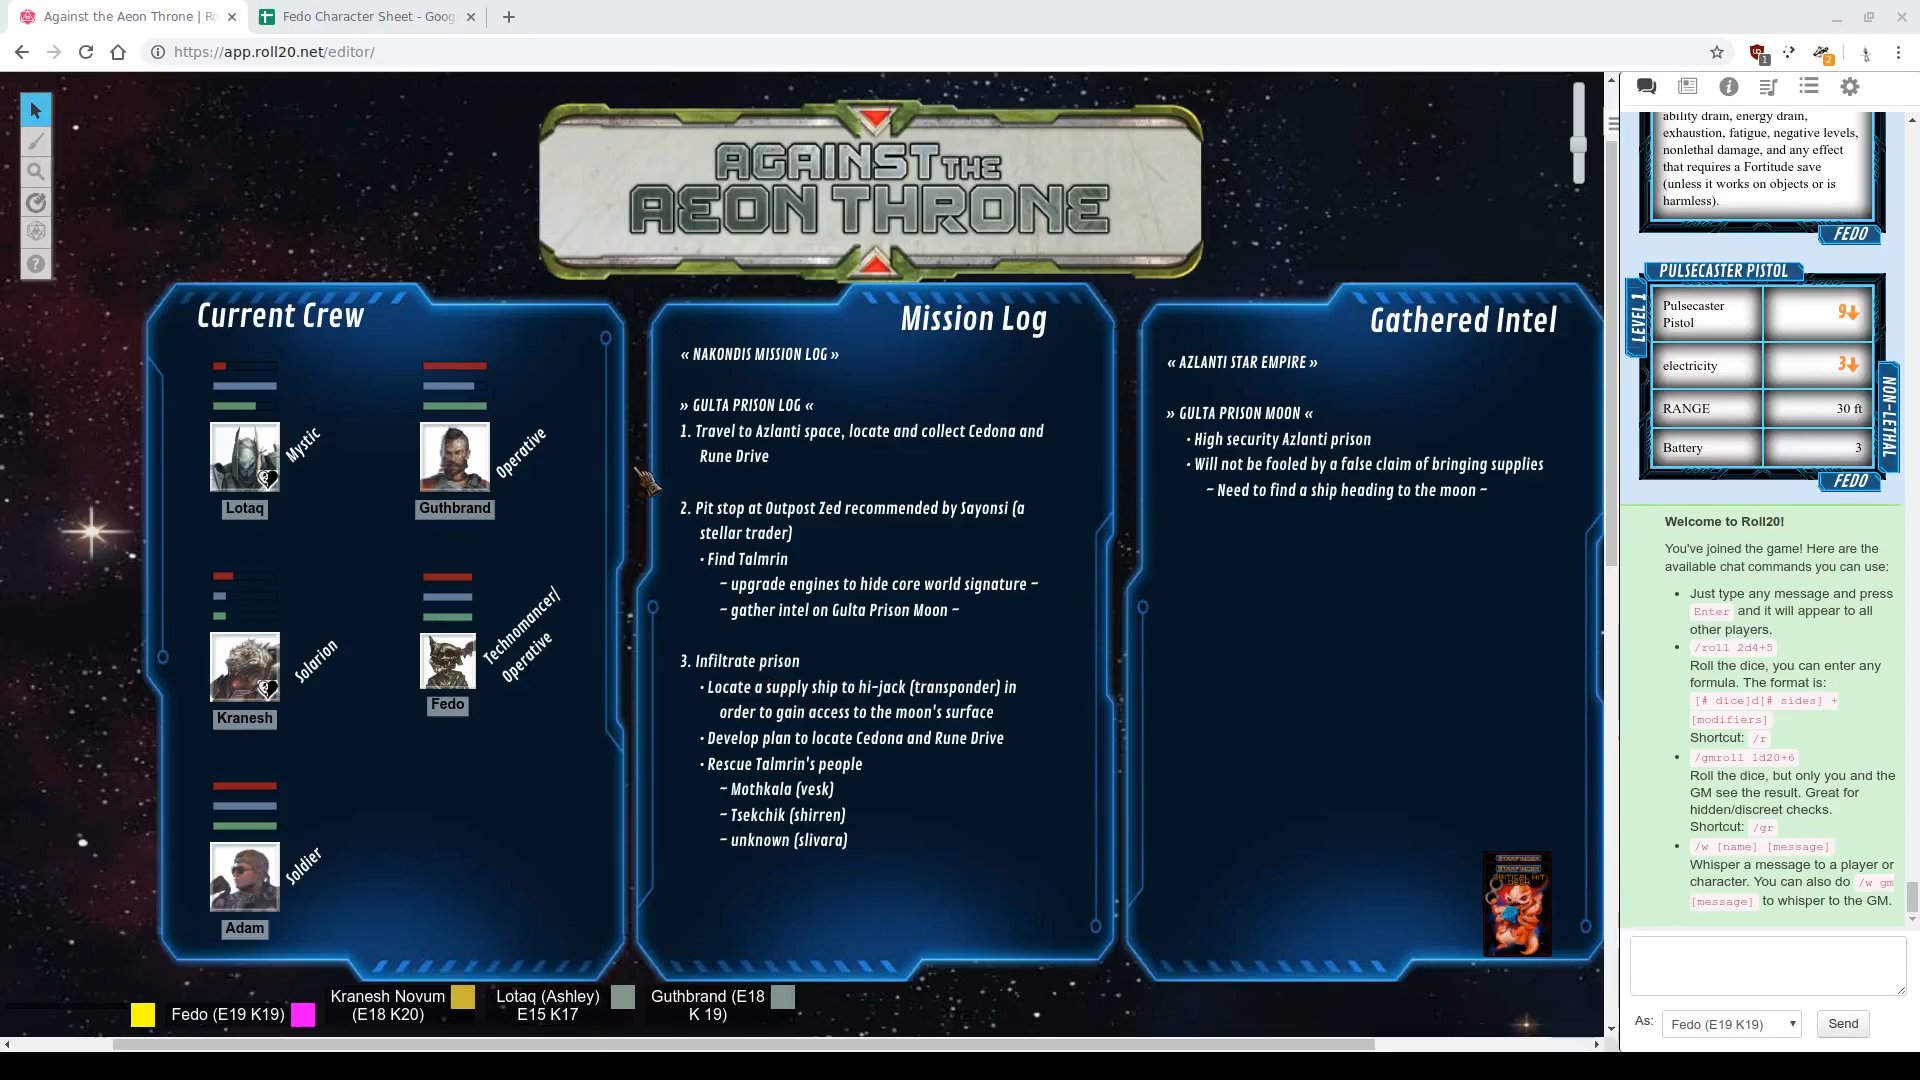 Against the Aeon Throne | Ro
Fedo Character Sheet - Goog
https://app.roll20.net/editor/
1
2
AGAINST THE
AEON THRONE
Current Crew
Mystic
Lotaq
Operative
Guthbrand
Solarion
Kranesh
Technomancer/
Operative
Fedo
Soldier
Adam
Mission Log
« NAKONDIS MISSION LOG »
» GULTA PRISON LOG «
1. Travel to Azlanti space, locate and collect Cedona and
Rune Drive
2. Pit stop at Outpost Zed recommended by Sayonsi (a
stellar trader)
• Find Talmrin
~ upgrade engines to hide core world signature ~
~ gather intel on Gulta Prison Moon ~
3. Infiltrate prison
• Locate a supply ship to hi-jack (transponder) in
order to gain access to the moon's surface
• Develop plan to locate Cedona and Rune Drive
• Rescue Talmrin's people
~ Mothkala (vesk)
~ Tsekchik (shirren)
~ unknown (slivara)
Gathered Intel
« AZLANTI STAR EMPIRE »
» GULTA PRISON MOON «
• High security Azlanti prison
• Will not be fooled by a false claim of bringing supplies
~ Need to find a ship heading to the moon ~
STARFINDER
STARFINDER
CRITICAL HIT
DECK
Fedo (E19 K19)
Kranesh Novum
(E18 K20)
Lotaq (Ashley)
E15 K17
Guthbrand (E18
K 19)
ability drain, energy drain,
exhaustion, fatigue, negative levels,
nonlethal damage, and any effect
that requires a Fortitude save
(unless it works on objects or is
harmless).
FEDO
PULSECASTER PISTOL
LEVEL 1
Pulsecaster
Pistol
9
electricity
3
RANGE
30 ft
Battery
3
NON-LETHAL
FEDO
Welcome to Roll20!
You've joined the game! Here are the
available chat commands you can use:
• Just type any message and press
Enter and it will appear to all
other players.
• /roll 2d4+5
Roll the dice, you can enter any
formula. The format is:
[# dice]d[# sides] +
[modifiers]
Shortcut: /r
• /gmroll 1d20+6
Roll the dice, but only you and the
GM see the result. Great for
hidden/discreet checks.
Shortcut: /gr
• /w [name] [message]
Whisper a message to a player or
character. You can also do /w gm
[message] to whisper to the GM.
As:
Fedo (E19 K19)
Send